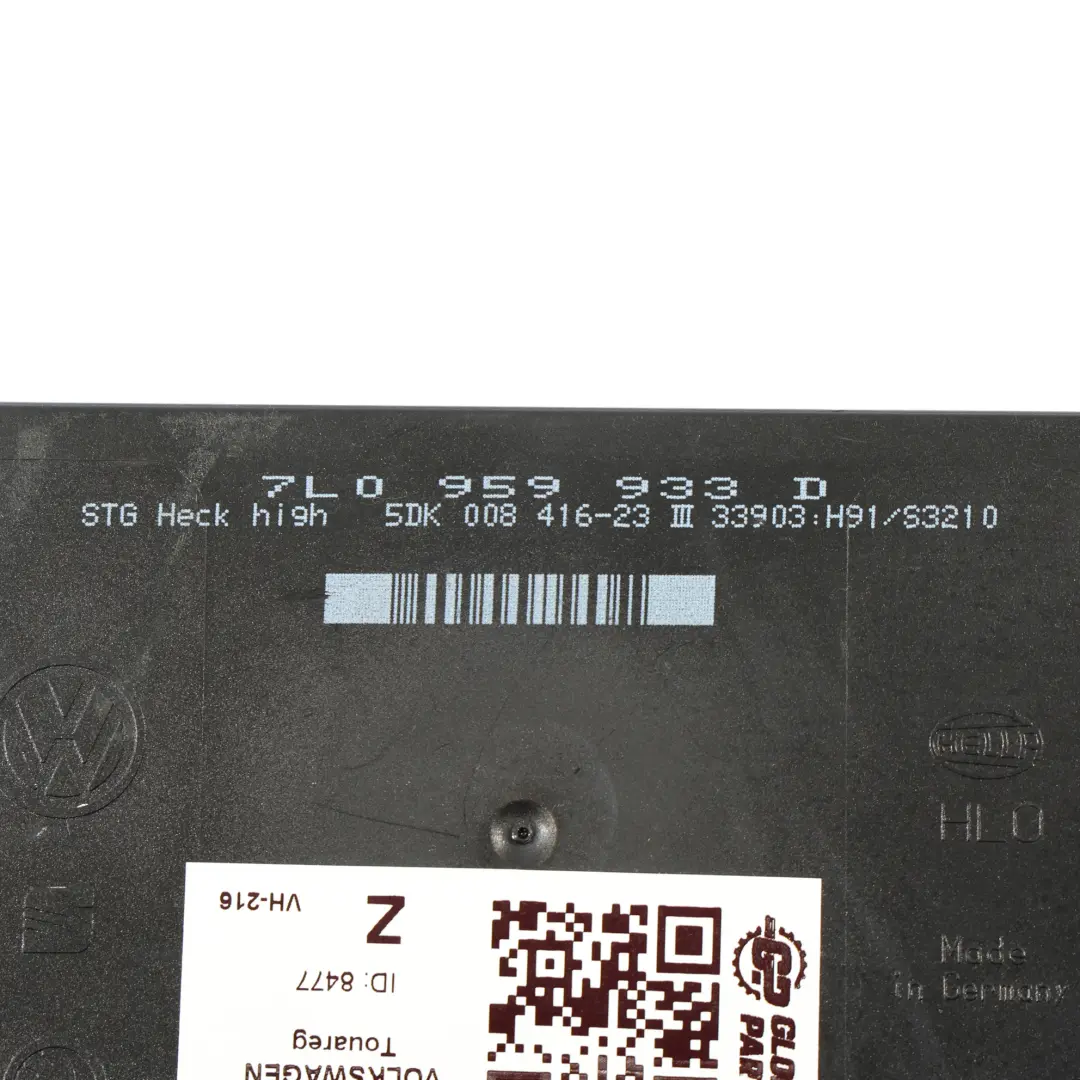 7L0 959 933 D
STG Heck high 5DK 008 416-23 III 33903:H91/S3210
HELLA
HLO
Made
in Germany
VOLKSWAGEN
Touareg
ID: 8477
Z
VH-216